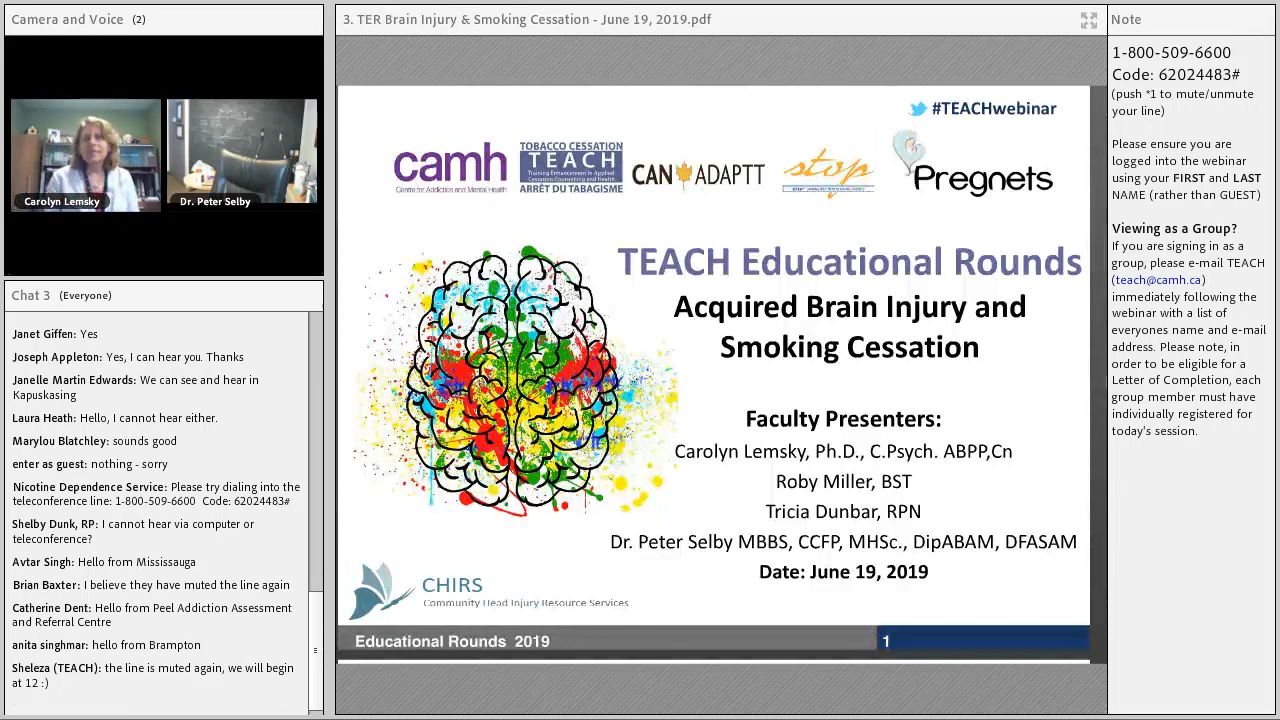 Camera and Voice (2)
Carolyn Lemsky
Dr. Peter Selby
Chat 3 (Everyone)
Janet Giffen: Yes
Joseph Appleton: Yes, I can hear you. Thanks
Janelle Martin Edwards: We can see and hear in
Kapuskasing
Laura Heath: Hello, I cannot hear either.
Marylou Blatchley: sounds good
enter as guest: nothing - sorry
Nicotine Dependence Service: Please try dialing into the
teleconference line: 1-800-509-6600 Code: 62024483#
Shelby Dunk, RP: I cannot hear via computer or
teleconference?
Avtar Singh: Hello from Mississauga
Brian Baxter: I believe they have muted the line again
Catherine Dent: Hello from Peel Addiction Assessment
and Referral Centre
anita singhmar: hello from Brampton
Sheleza (TEACH): the line is muted again, we will begin
at 12 :)
3. TER Brain Injury & Smoking Cessation - June 19, 2019.pdf
#TEACHwebinar
camh
Centre for Addiction and Mental Health
TOBACCO CESSATION
TEACH
Training Enhancement in Applied
Cessation Counselling and Health
ARRÊT DU TABAGISME
CAN ADAPTT
stop
Pregnets
TEACH Educational Rounds
Acquired Brain Injury and
Smoking Cessation
Faculty Presenters:
Carolyn Lemsky, Ph.D., C.Psych. ABPP,Cn
Roby Miller, BST
Tricia Dunbar, RPN
Dr. Peter Selby MBBS, CCFP, MHSc., DipABAM, DFASAM
Date: June 19, 2019
CHIRS
Community Head Injury Resource Services
Educational Rounds 2019
1
Note
1-800-509-6600
Code: 62024483#
(push *1 to mute/unmute
your line)
Please ensure you are
logged into the webinar
using your FIRST and LAST
NAME (rather than GUEST)
Viewing as a Group?
If you are signing in as a
group, please e-mail TEACH
(teach@camh.ca)
immediately following the
webinar with a list of
everyones name and e-mail
address. Please note, in
order to be eligible for a
Letter of Completion, each
group member must have
individually registered for
today's session.